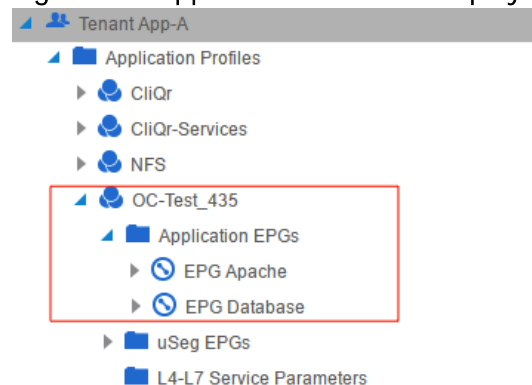 Tenant App-A
Application Profiles
CliQr
CliQr-Services
NFS
OC-Test_435
Application EPGs
EPG Apache
EPG Database
uSeg EPGs
L4-L7 Service Parameters